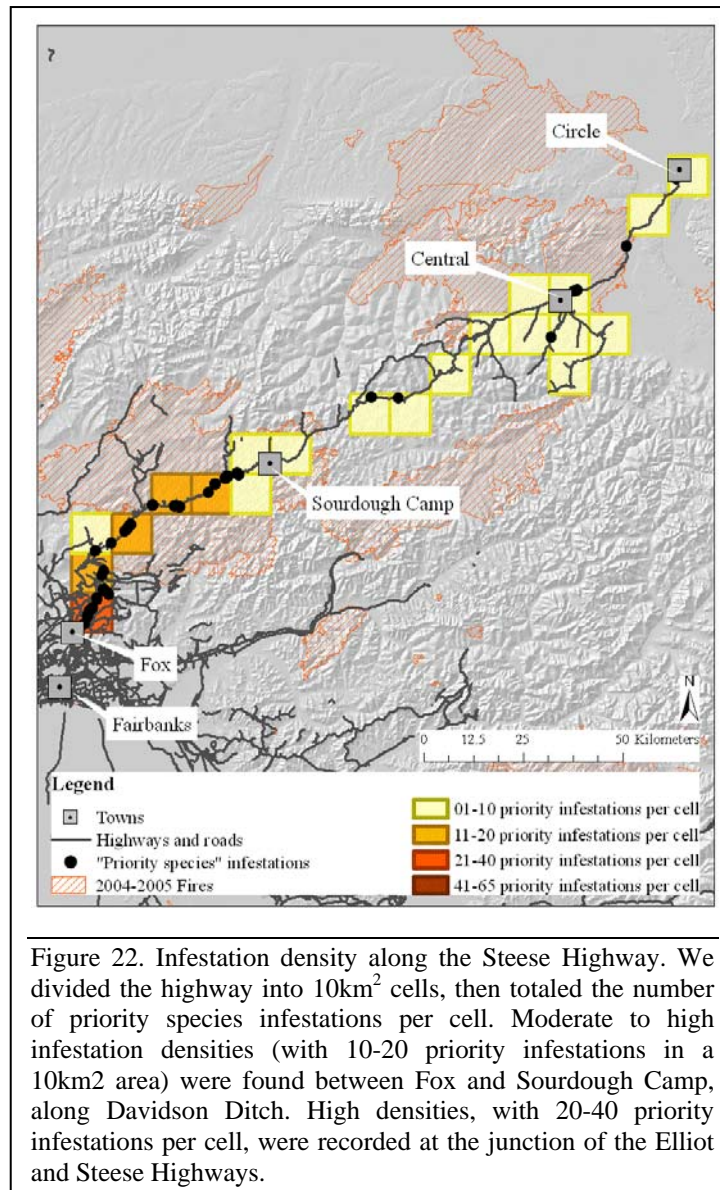 Circle
Central
Sourdough Camp
Fox
Fairbanks
N
0 12.5 25 50 Kilometers
Legend
Towns
Highways and roads
"Priority species" infestations
2004-2005 Fires
01-10 priority infestations per cell
11-20 priority infestations per cell
21-40 priority infestations per cell
41-65 priority infestations per cell
Figure 22. Infestation density along the Steese Highway. We
divided the highway into 10km² cells, then totaled the number
of priority species infestations per cell. Moderate to high
infestation densities (with 10-20 priority infestations in a
10km2 area) were found between Fox and Sourdough Camp,
along Davidson Ditch. High densities, with 20-40 priority
infestations per cell, were recorded at the junction of the Elliot
and Steese Highways.